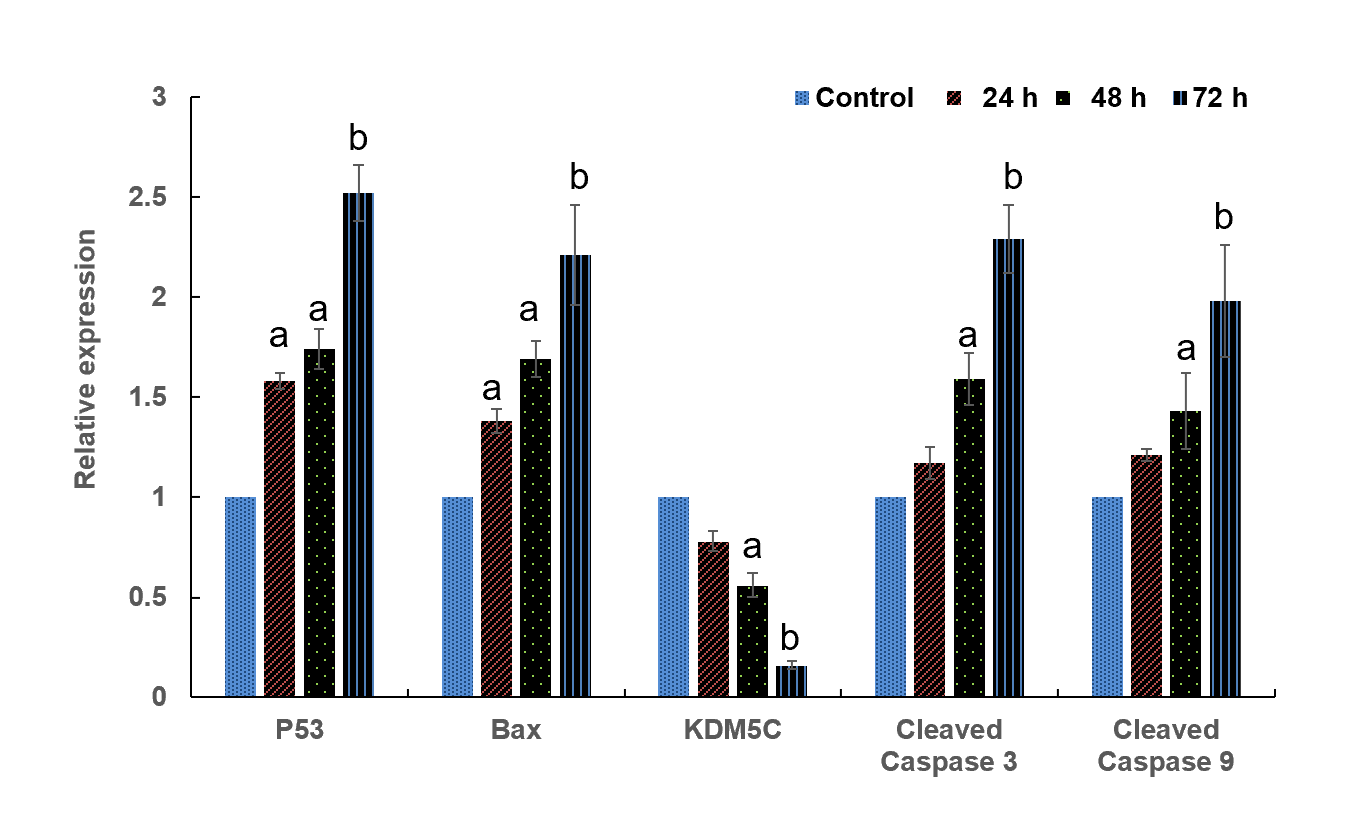 Control 24 h 48 h 72 h
3
2.5
2
1.5
1
0.5
0
Relative expression
a a b
a a b
a b
a b
a b
P53 Bax KDM5C Cleaved Caspase 3 Cleaved Caspase 9